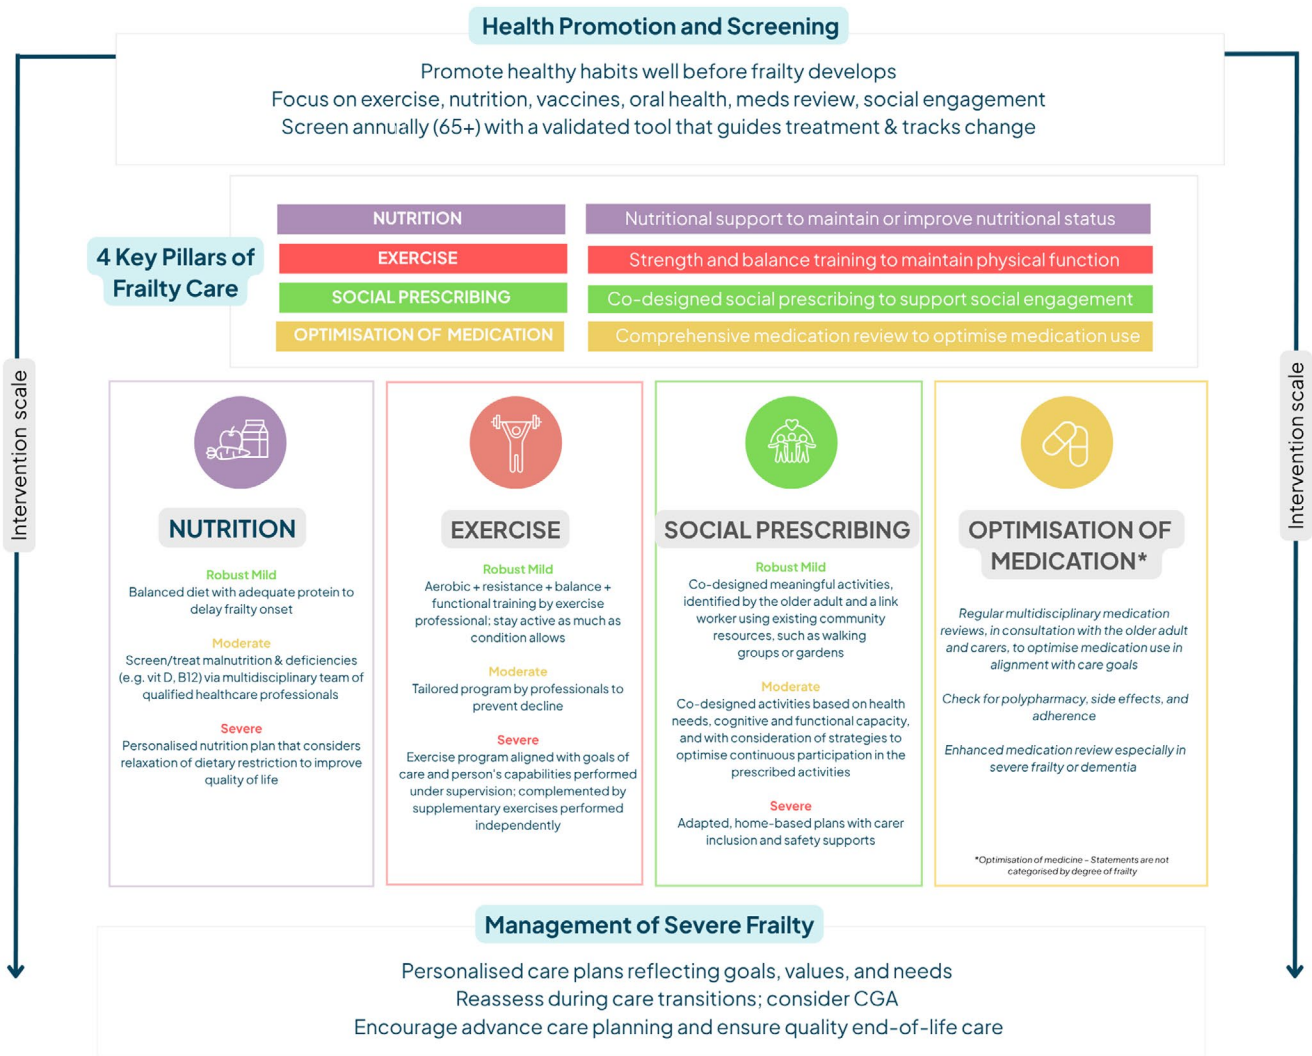 Health Promotion and Screening
Promote healthy habits well before frailty develops
Focus on exercise, nutrition, vaccines, oral health, meds review, social engagement
Screen annually (65+) with a validated tool that guides treatment & tracks change
4 Key Pillars of
Frailty Care
NUTRITION
Nutritional support to maintain or improve nutritional status
EXERCISE
Strength and balance training to maintain physical function
SOCIAL PRESCRIBING
Co-designed social prescribing to support social engagement
OPTIMISATION OF MEDICATION
Comprehensive medication review to optimise medication use
Intervention scale
Intervention scale
NUTRITION
Robust Mild
Balanced diet with adequate protein to
delay frailty onset
Moderate
Screen/treat malnutrition & deficiencies
(e.g. vit D, B12) via multidisciplinary team of
qualified healthcare professionals
Severe
Personalised nutrition plan that considers
relaxation of dietary restriction to improve
quality of life
EXERCISE
Robust Mild
Aerobic + resistance + balance +
functional training by exercise
professional; stay active as much as
condition allows
Moderate
Tailored program by professionals to
prevent decline
Severe
Exercise program aligned with goals of
care and person's capabilities performed
under supervision; complemented by
supplementary exercises performed
independently
SOCIAL PRESCRIBING
Robust Mild
Co-designed meaningful activities,
identified by the older adult and a link
worker using existing community
resources, such as walking
groups or gardens
Moderate
Co-designed activities based on health
needs, cognitive and functional capacity,
and with consideration of strategies to
optimise continuous participation in the
prescribed activities
Severe
Adapted, home-based plans with carer
inclusion and safety supports
OPTIMISATION OF
MEDICATION*
Regular multidisciplinary medication
reviews, in consultation with the older adult
and carers, to optimise medication use in
alignment with care goals
Check for polypharmacy, side effects, and
adherence
Enhanced medication review especially in
severe frailty or dementia
*Optimisation of medicine – Statements are not
categorised by degree of frailty
Management of Severe Frailty
Personalised care plans reflecting goals, values, and needs
Reassess during care transitions; consider CGA
Encourage advance care planning and ensure quality end-of-life care